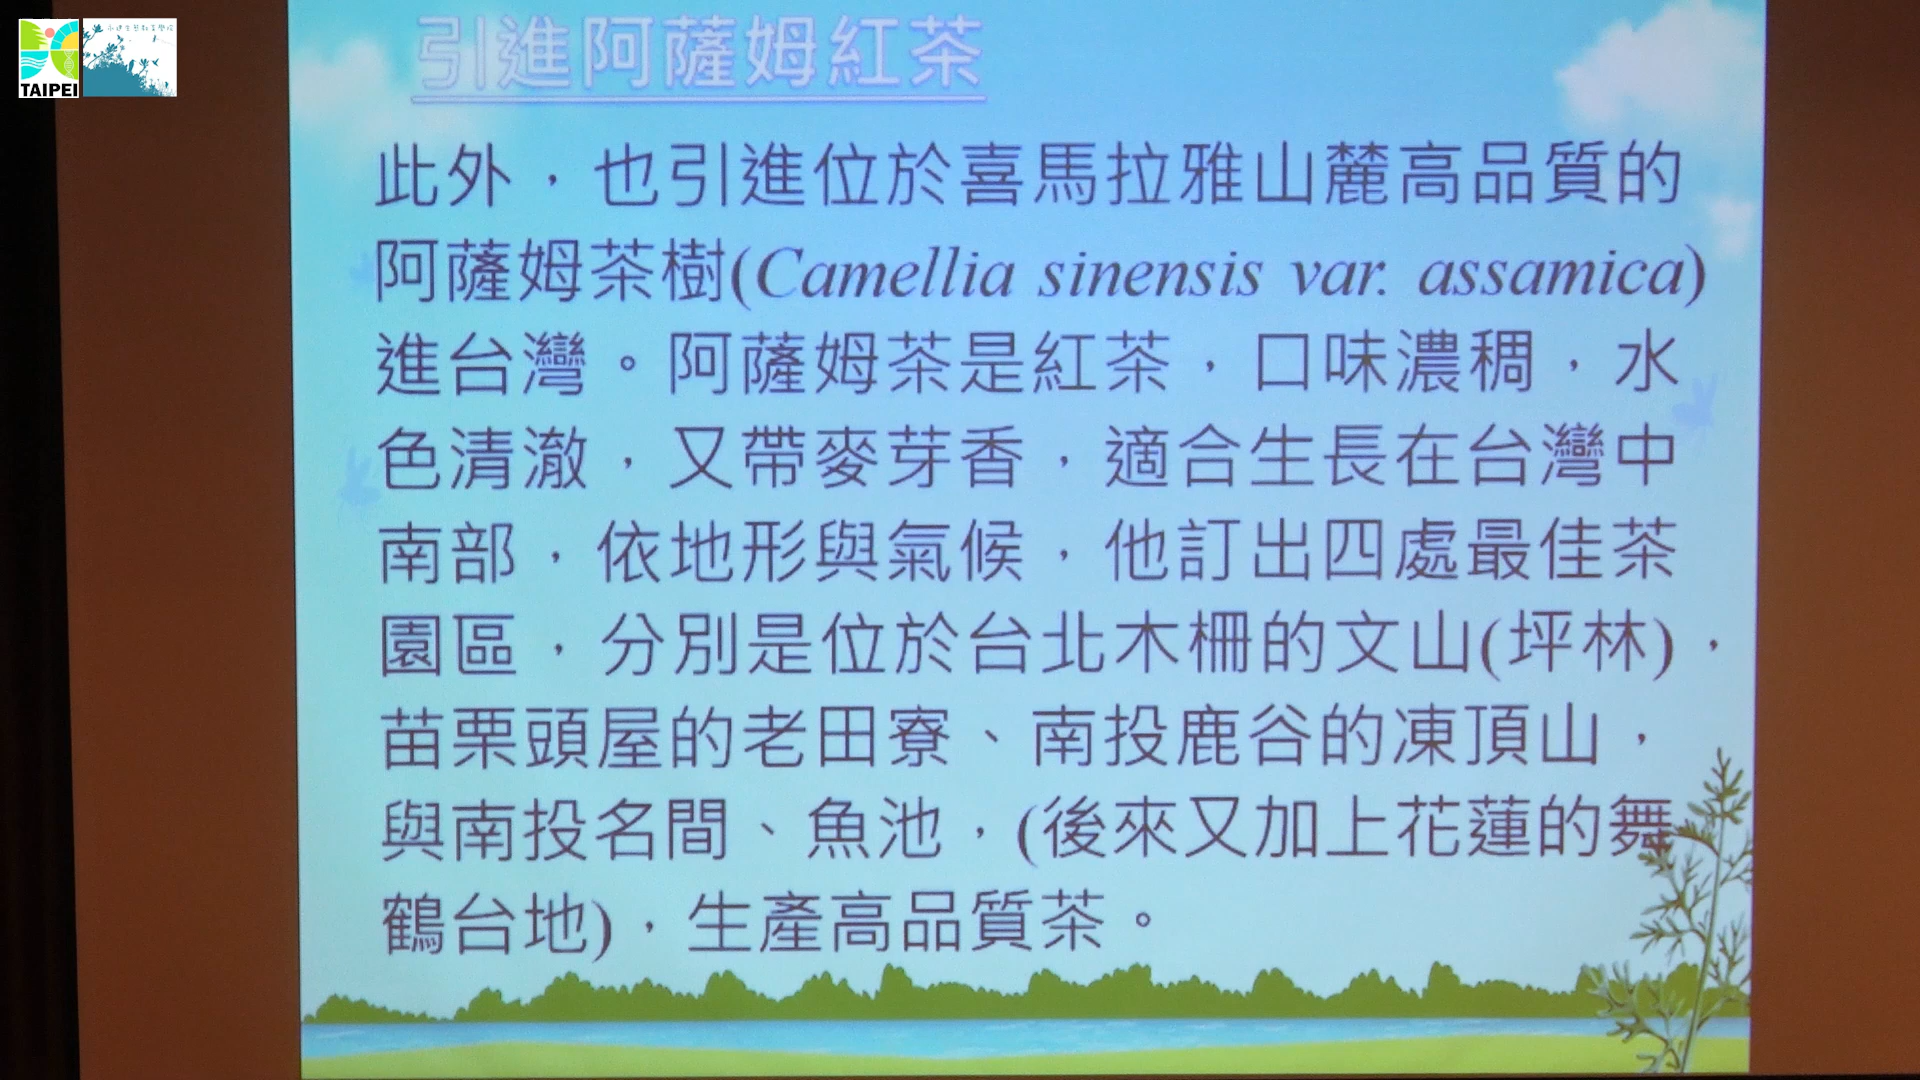 TAIPEI
引進阿薩姆紅茶
此外，也引進位於喜馬拉雅山麓高品質的
阿薩姆茶樹(Camellia sinensis var. assamica)
進台灣。阿薩姆茶是紅茶，口味濃稠，水
色清澈，又帶麥芽香，適合生長在台灣中
南部，依地形與氣候，他訂出四處最佳茶
園區，分別是位於台北木柵的文山(坪林)，
苗栗頭屋的老田寮、南投鹿谷的凍頂山，
與南投名間、魚池，(後來又加上花蓮的舞
鶴台地)，生產高品質茶。